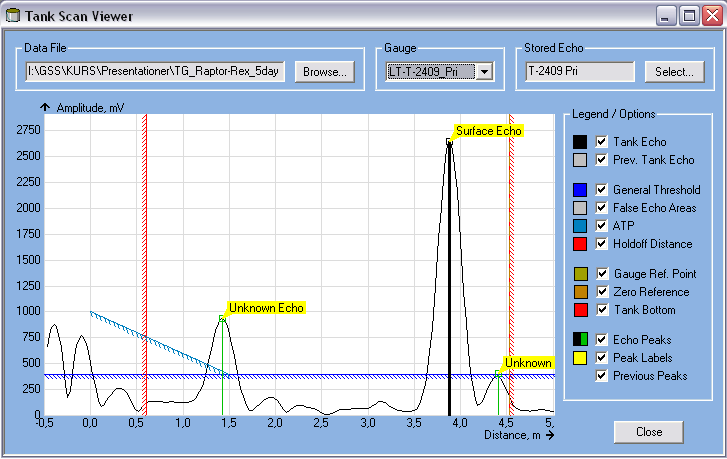 Tank Scan Viewer
Data File
I:\GSS\KURS\Presentationer\TG_Raptor-Rex_5day
Browse...
Gauge
LT-T-2409_Pri
Stored Echo
T-2409 Pri
Select...
Amplitude, mV
2750
2500
2250
2000
1750
1500
1250
1000
750
500
250
0
-0,5
0,0
0,5
1,0
1,5
2,0
2,5
3,0
3,5
4,0
4,5
5,
Distance, m
Surface Echo
Unknown Echo
Unknown
Legend / Options
Tank Echo
Prev. Tank Echo
General Threshold
False Echo Areas
ATP
Holdoff Distance
Gauge Ref. Point
Zero Reference
Tank Bottom
Echo Peaks
Peak Labels
Previous Peaks
Close